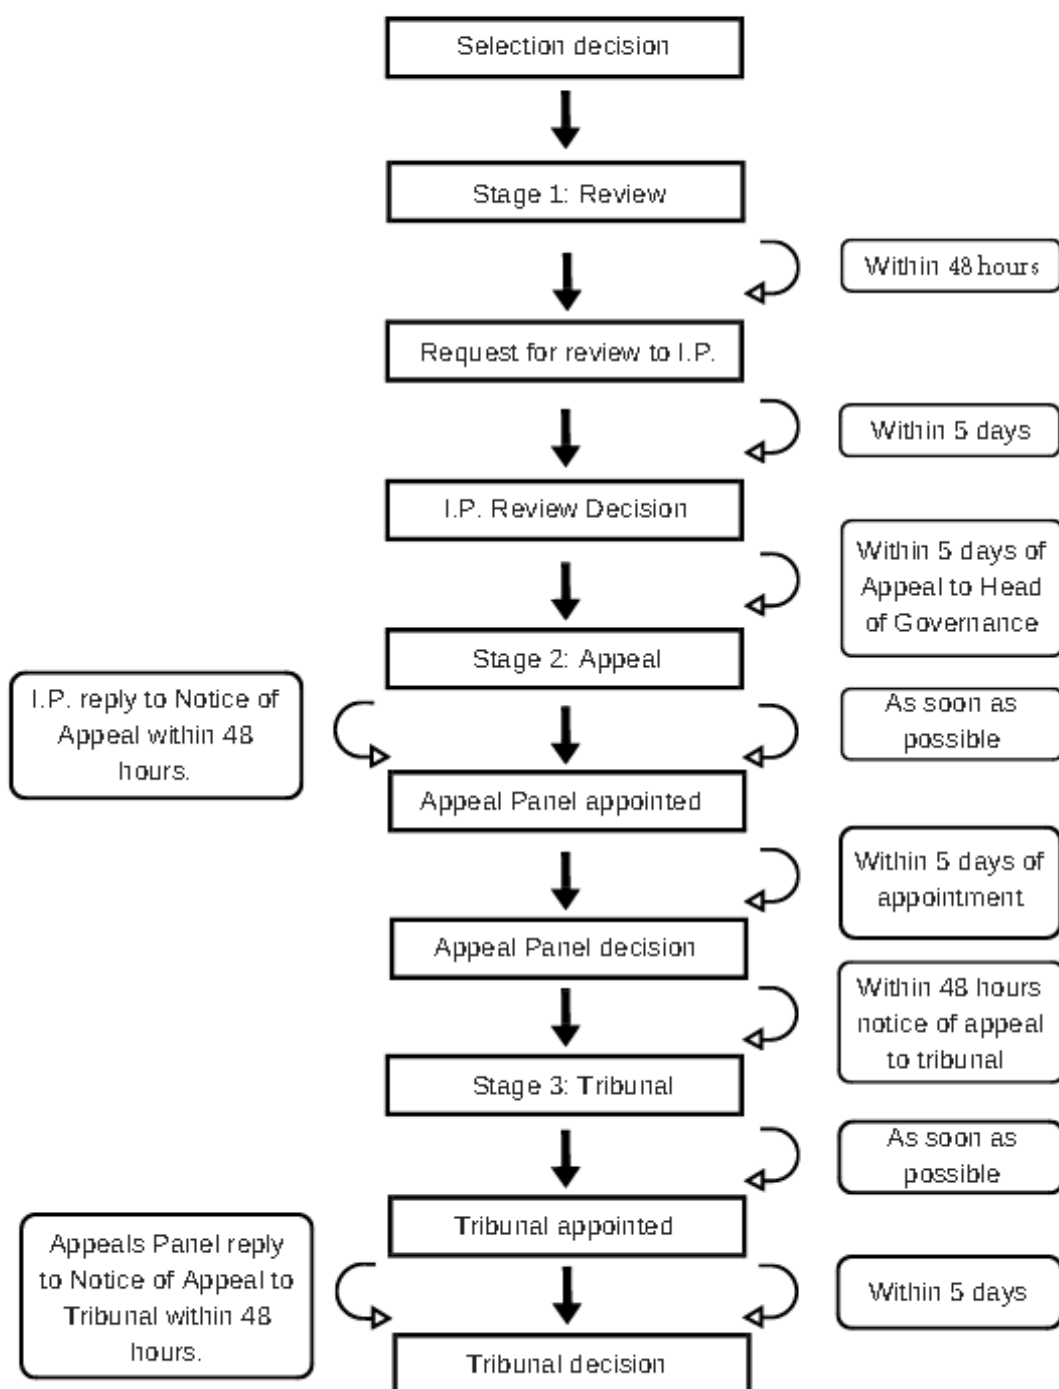 Selection decision
Stage 1: Review
Within 48 hours
Request for review to I.P.
Within 5 days
I.P. Review Decision
Within 5 days of
Appeal to Head
of Governance
Stage 2: Appeal
I.P. reply to Notice of
Appeal within 48
hours.
As soon as
possible
Appeal Panel appointed
Within 5 days of
appointment
Appeal Panel decision
Within 48 hours
notice of appeal
to tribunal
Stage 3: Tribunal
As soon as
possible
Tribunal appointed
Appeals Panel reply
to Notice of Appeal to
Tribunal within 48
hours.
Within 5 days
Tribunal decision